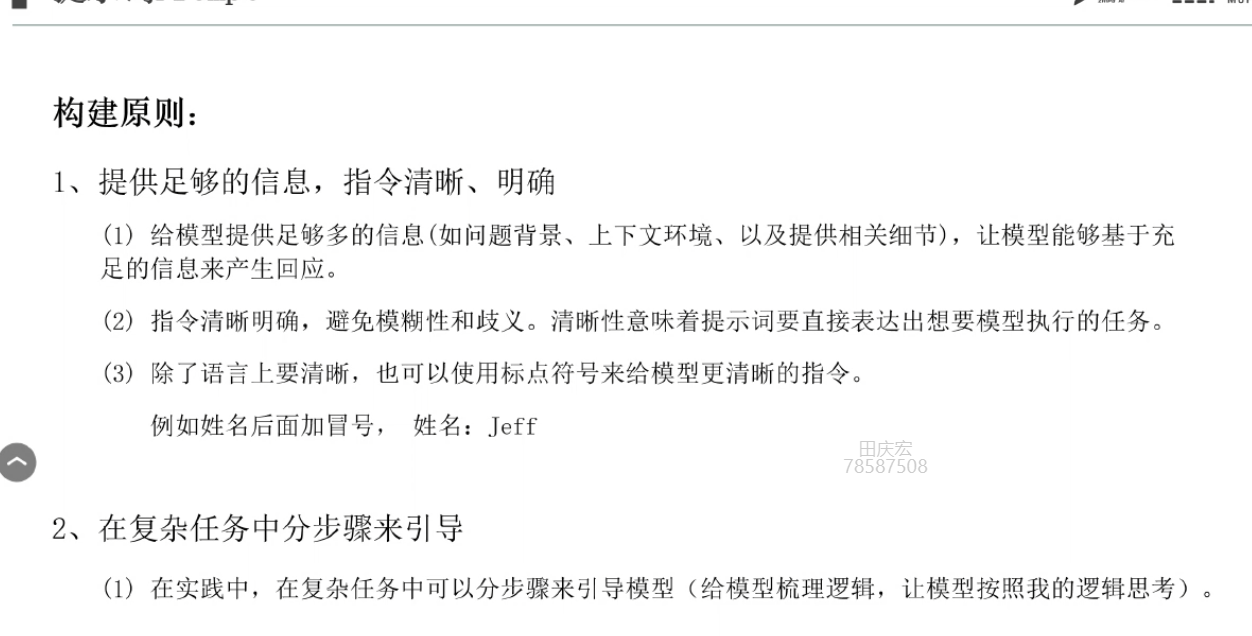 构建原则：
1、提供足够的信息，指令清晰、明确
(1) 给模型提供足够多的信息(如问题背景、上下文环境、以及提供相关细节)，让模型能够基于充
足的信息来产生回应。
(2) 指令清晰明确，避免模糊性和歧义。清晰性意味着提示词要直接表达出想要模型执行的任务。
(3) 除了语言上要清晰，也可以使用标点符号来给模型更清晰的指令。
例如姓名后面加冒号， 姓名：Jeff
田庆宏
78587508
2、在复杂任务中分步骤来引导
(1) 在实践中，在复杂任务中可以分步骤来引导模型（给模型梳理逻辑，让模型按照我的逻辑思考）。